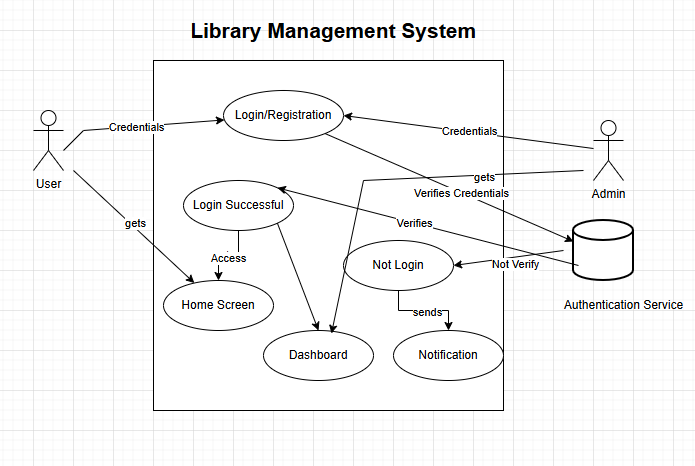 Library Management System
Login/Registration
Credentials
Credentials
User
Admin
gets
Verifies Credentials
Login Successful
gets
Verifies
Access
Not Login
Not Verify
Home Screen
sends
Authentication Service
Dashboard
Notification